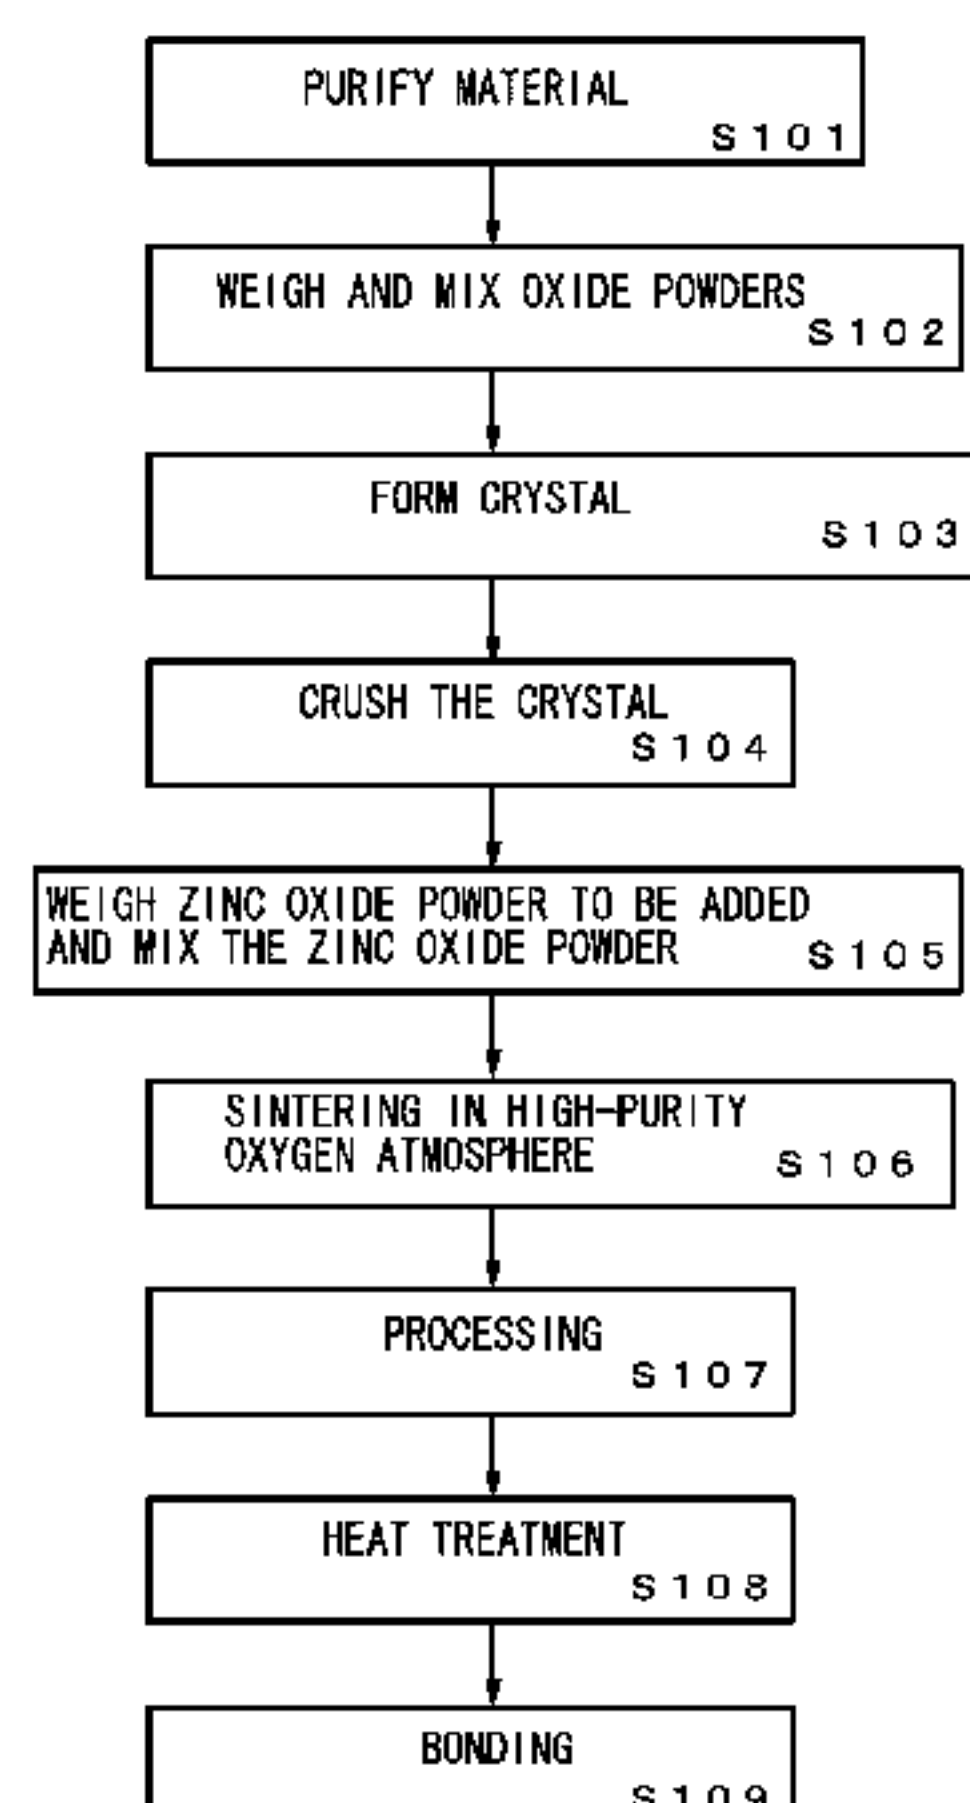 PURIFY MATERIAL
S101
WEIGH AND MIX OXIDE POWDERS
S102
FORM CRYSTAL
S103
CRUSH THE CRYSTAL
S104
WEIGH ZINC OXIDE POWDER TO BE ADDED
AND MIX THE ZINC OXIDE POWDER
S105
SINTERING IN HIGH-PURITY
OXYGEN ATMOSPHERE
S106
PROCESSING
S107
HEAT TREATMENT
S108
BONDING
S109